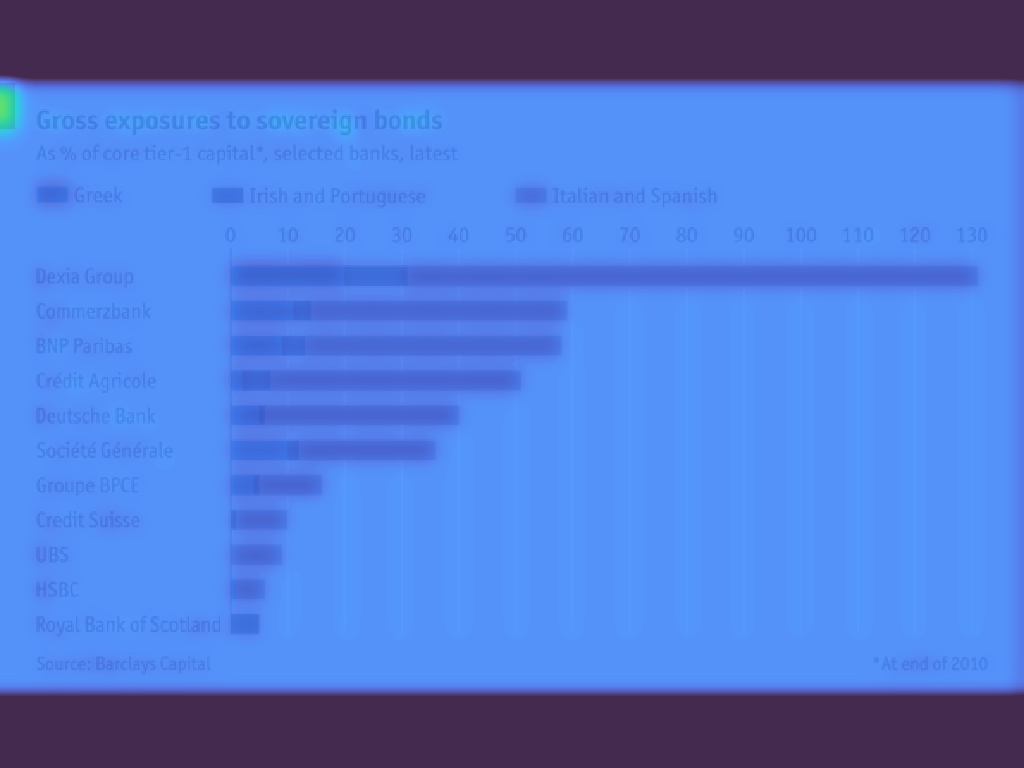 Gross exposures to sovereign bonds
As % of core tier-1 capital*, selected banks, latest
Greek Irish and Portuguese Italian and Spanish
0 10 20 30 40 50 60 70 80 90 100 110 120 130
Dexia Group
Commerzbank
BNP Paribas
Crédit Agricole
Deutsche Bank
Société Générale
Groupe BPCE
Credit Suisse
UBS
HSBC
Royal Bank of Scotland
Source: Barclays Capital *At end of 2010